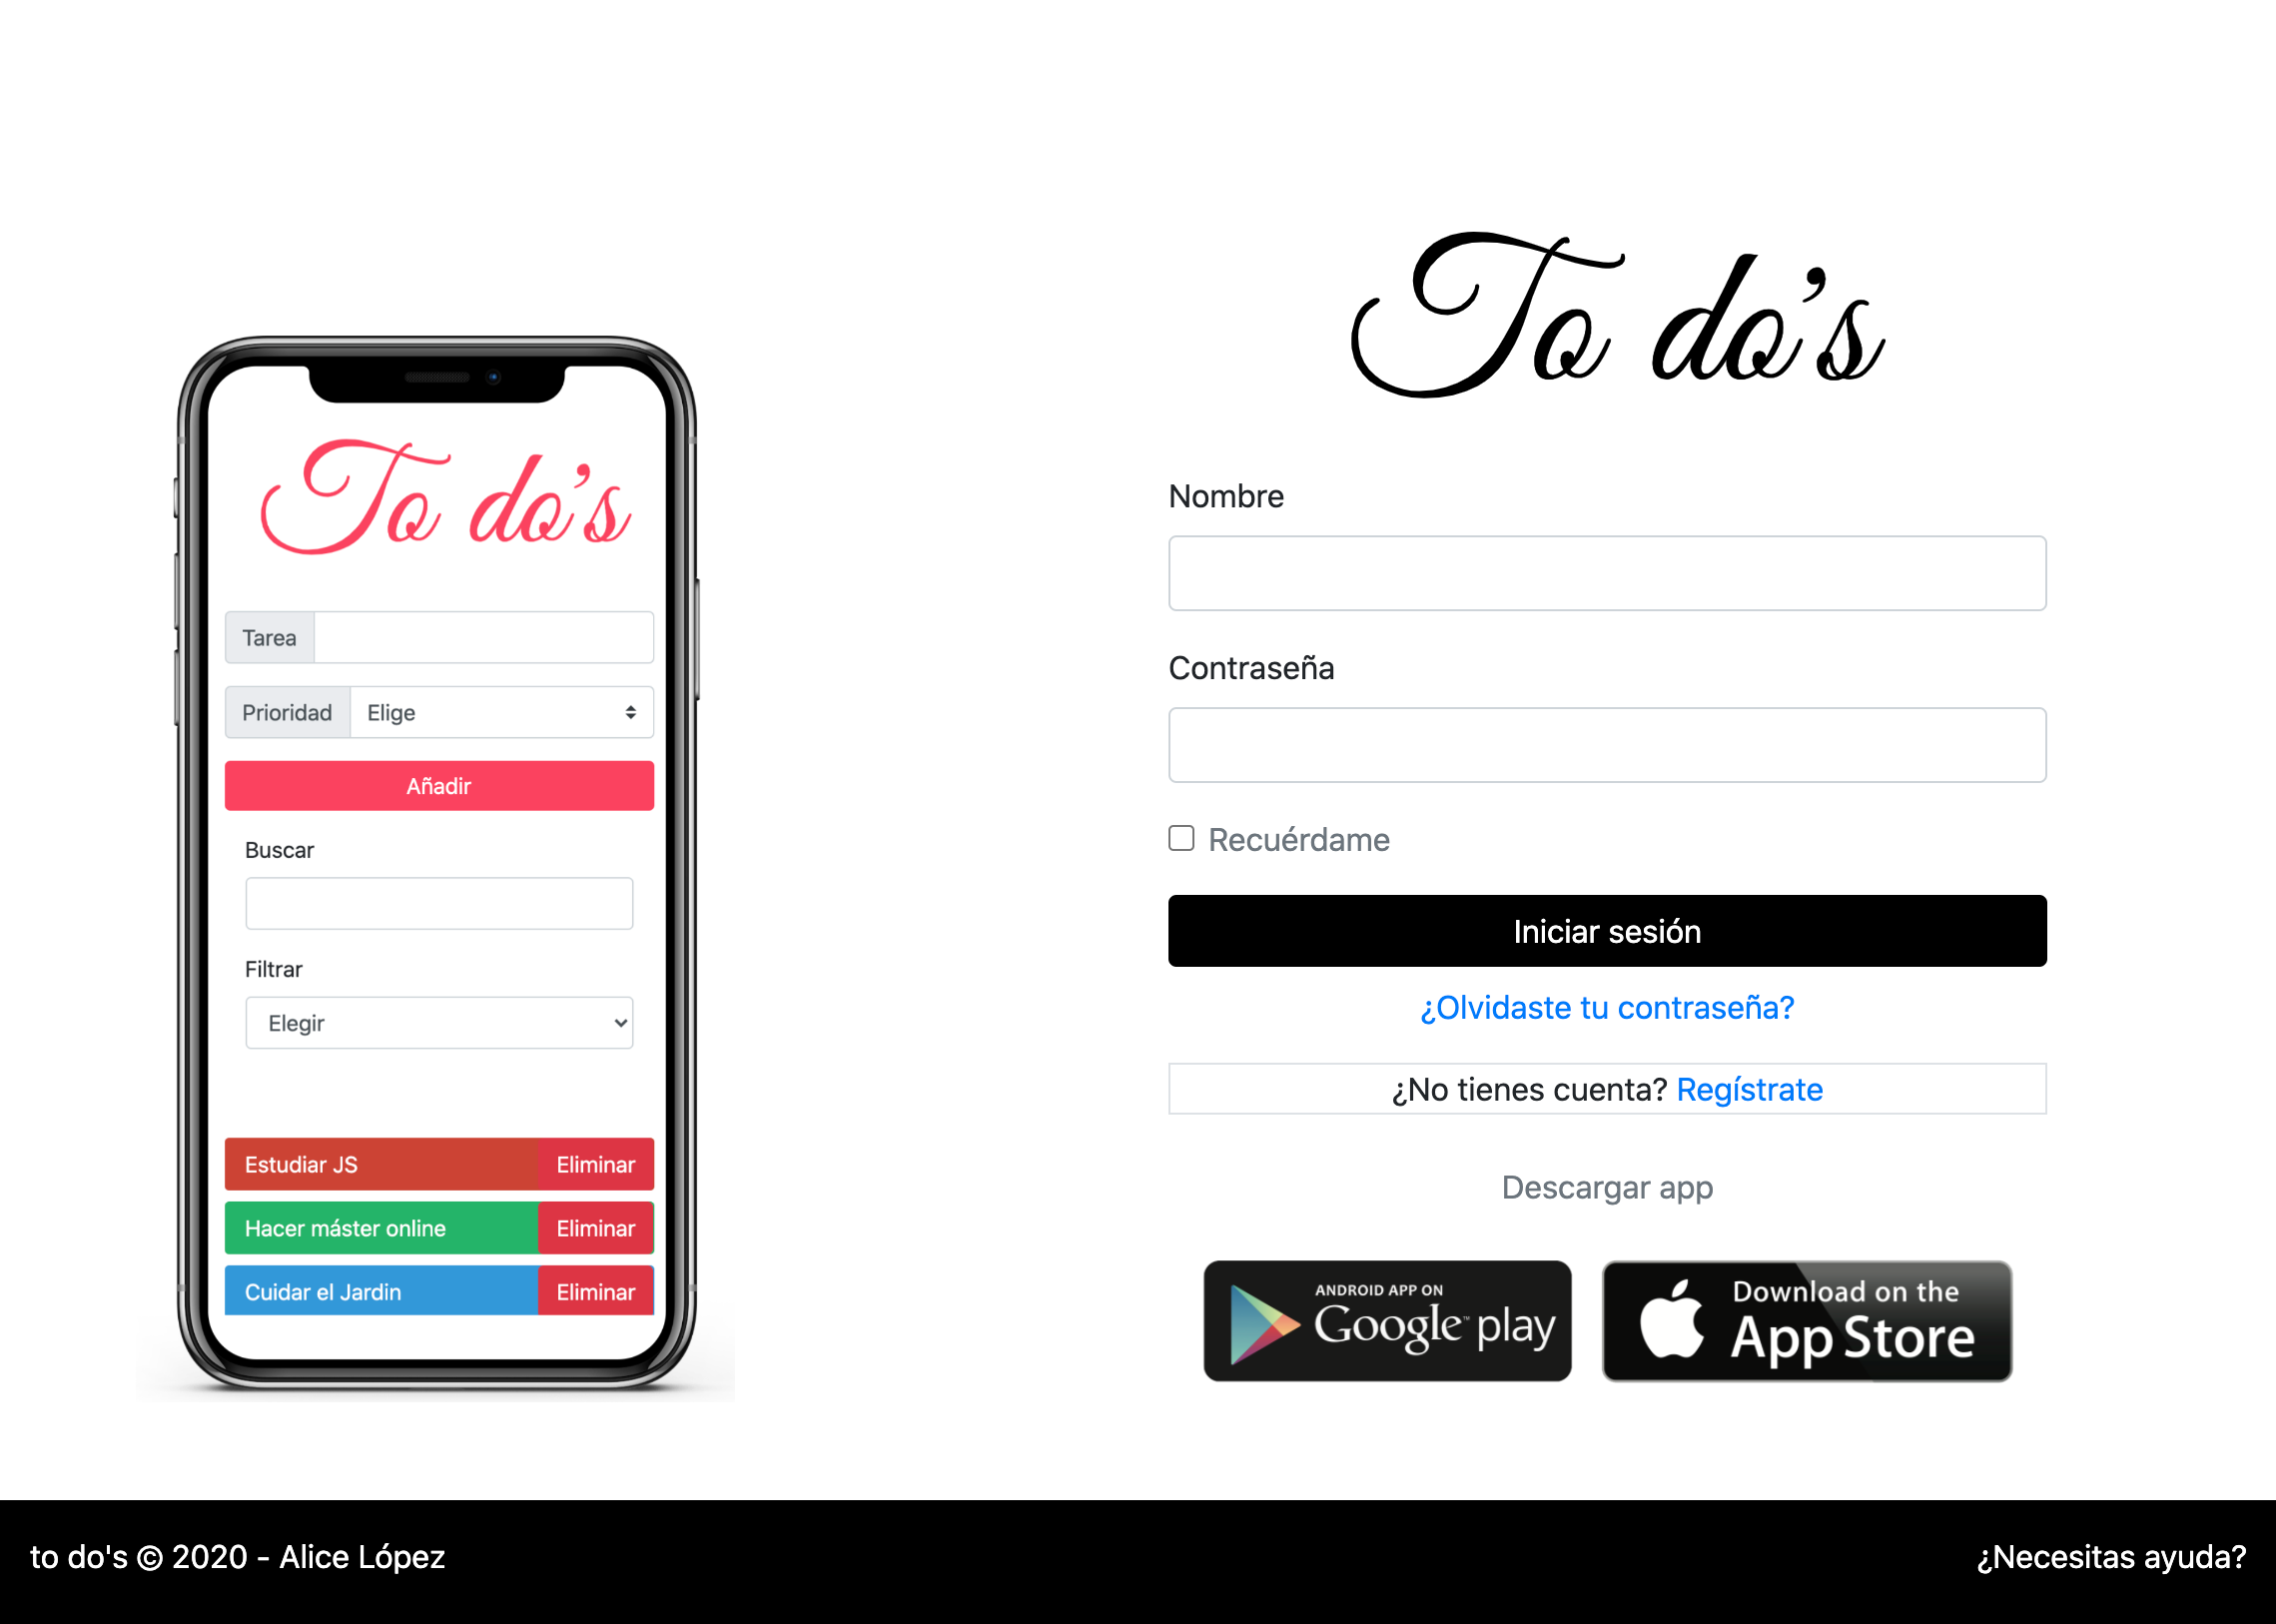 To do's
Tarea
Prioridad Elige
Añadir
Buscar
Filtrar
Elegir
Estudiar JS Eliminar
Hacer máster online Eliminar
Cuidar el Jardin Eliminar
To do's
Nombre
Contraseña
Recuérdame
Iniciar sesión
¿Olvidaste tu contraseña?
¿No tienes cuenta? Regístrate
Descargar app
ANDROID APP ON
Google™ play
Download on the
App Store
to do's © 2020 - Alice López
¿Necesitas ayuda?